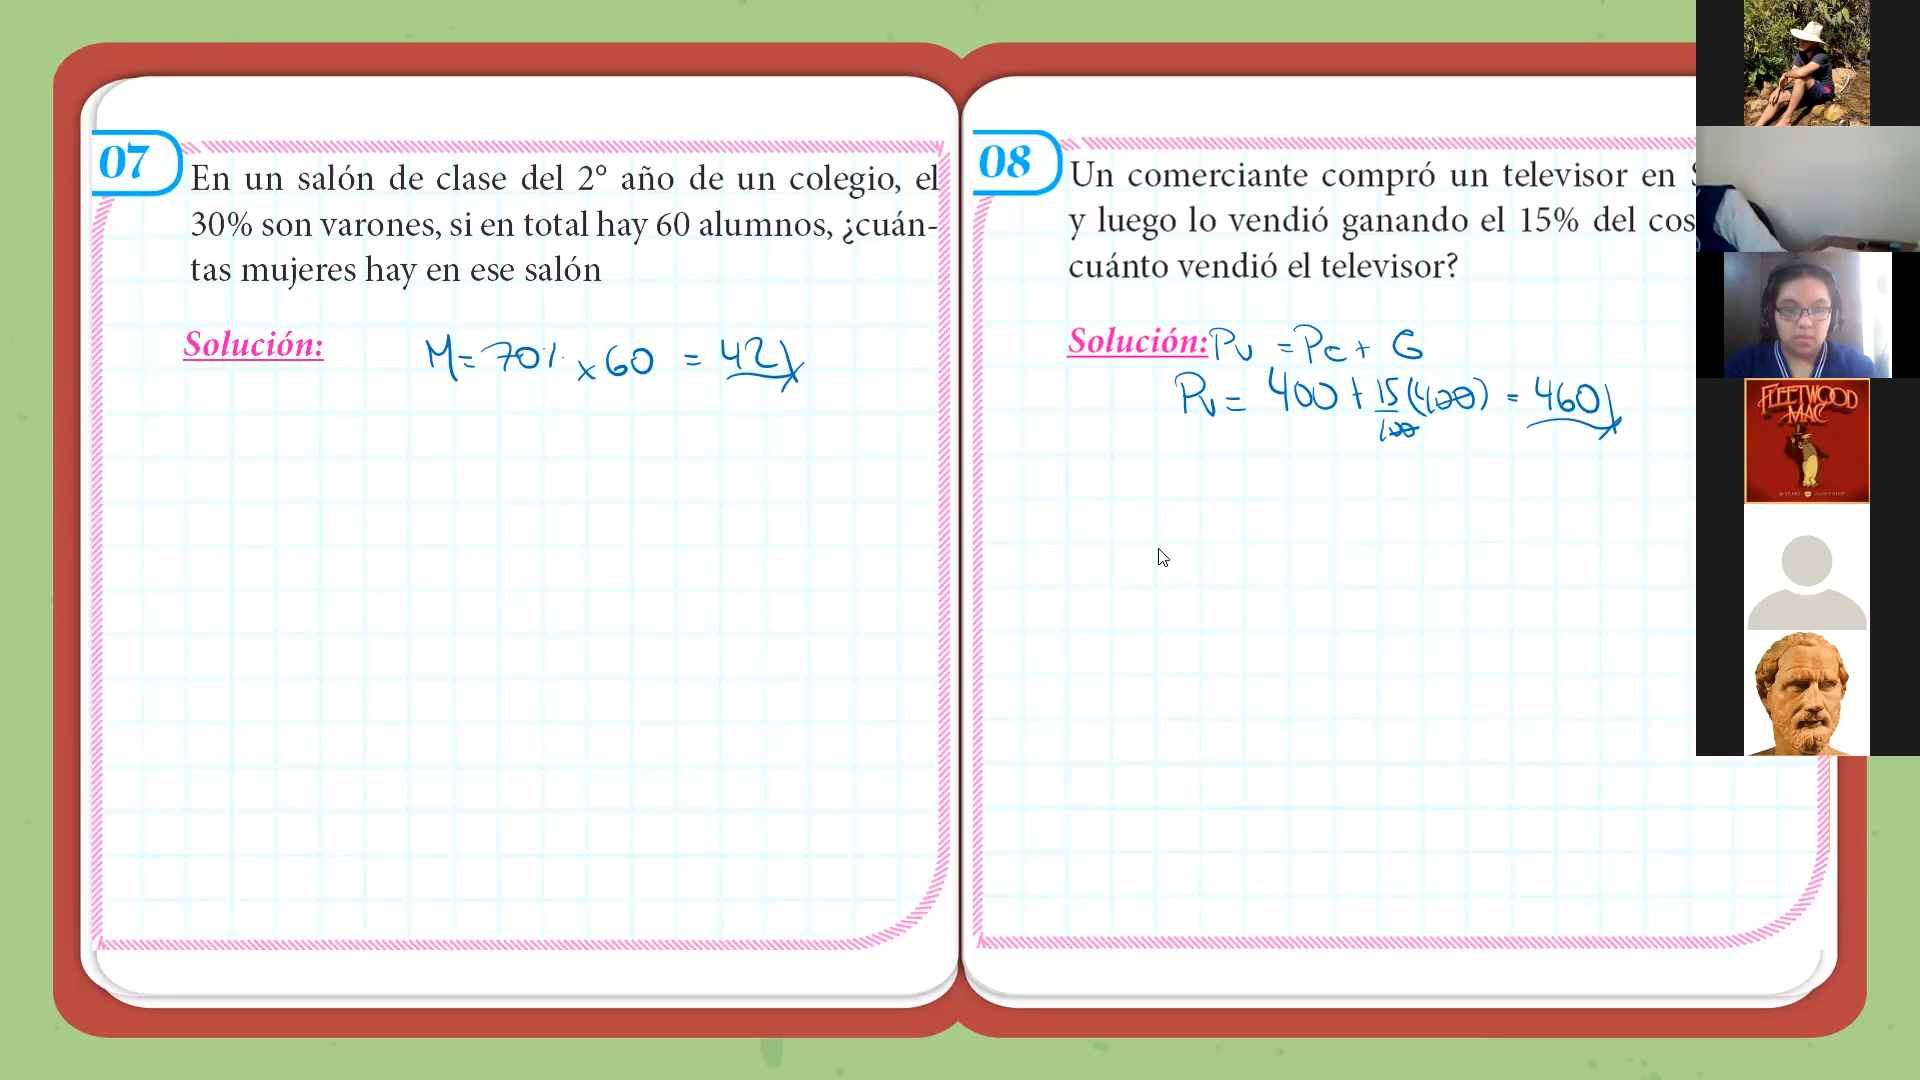 07
En un salón de clase del 2° año de un colegio, el
30% son varones, si en total hay 60 alumnos, ¿cuán-
tas mujeres hay en ese salón
Solución:
M = 70% x 60 = 42
08
Un comerciante compró un televisor en
y luego lo vendió ganando el 15% del cos
cuánto vendió el televisor?
Solución:
Pv = Pc + G
Pv = 400 + 15/100 (400) = 460
FLEETWOOD
MAC